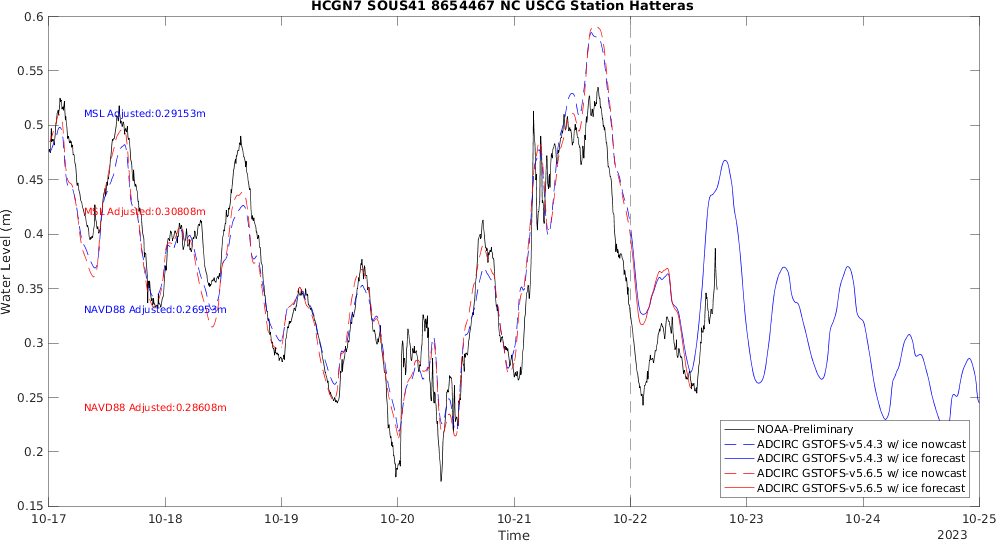 HCGN7 SOUS41 8654467 NC USCG Station Hatteras
0.6
0.55
0.5
0.45
0.4
0.35
0.3
0.25
0.2
0.15
Water Level (m)
MSL Adjusted:0.29153m
MSL Adjusted:0.30808m
NAVD88 Adjusted:0.26953m
NAVD88 Adjusted:0.28608m
NOAA-Preliminary
ADCIRC GSTOFS-v5.4.3 w/ ice nowcast
ADCIRC GSTOFS-v5.4.3 w/ ice forecast
ADCIRC GSTOFS-v5.6.5 w/ ice nowcast
ADCIRC GSTOFS-v5.6.5 w/ ice forecast
10-17 10-18 10-19 10-20 10-21 10-22 10-23 10-24 10-25
Time
2023